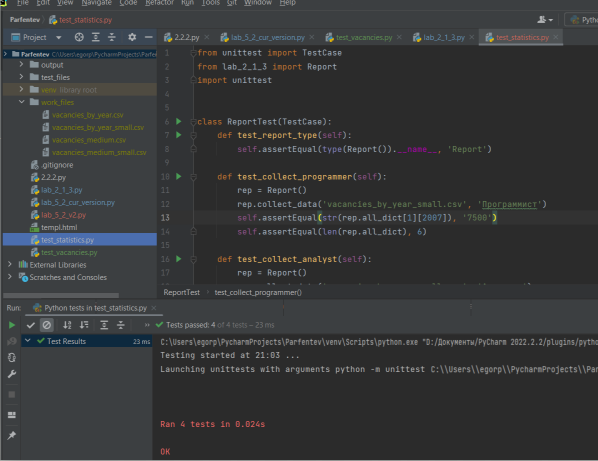 File Edit View Navigate Code Refactor Run Tools Git Window Help
Parfentev test_statistics.py
Pyth
Project
2.2.2.py lab_5_2_cur_version.py test_vacancies.py lab_2_1_3.py test_statistics.py
Parfentev C:\Users\egorp\PycharmProjects\Parfen
output
test_files
venv library root
work_files
vacancies_by_year.csv
vacancies_by_year_small.csv
vacancies_medium.csv
vacancies_medium_small.csv
.gitignore
2.2.2.py
lab_2_1_3.py
lab_5_2_cur_version.py
lab_5_2_v2.py
templ.html
test_statistics.py
test_vacancies.py
External Libraries
Scratches and Consoles
1 from unittest import TestCase
2 from lab_2_1_3 import Report
3 import unittest
4
5
6 class ReportTest(TestCase):
7 def test_report_type(self):
8 self.assertEqual(type(Report()).__name__, 'Report')
9
10 def test_collect_programmer(self):
11 rep = Report()
12 rep.collect_data('vacancies_by_year_small.csv', 'Программист')
13 self.assertEqual(str(rep.all_dict[1][2007]), '7500')
14 self.assertEqual(len(rep.all_dict), 6)
15
16 def test_collect_analyst(self):
17 rep = Report()
ReportTest test_collect_programmer()
Run: Python tests in test_statistics.py
Tests passed: 4 of 4 tests – 23 ms
Test Results 23 ms
C:\Users\egorp\PycharmProjects\Parfentev\venv\Scripts\python.exe "D:/Документы/PyCharm 2022.2.2/plugins/pytho
Testing started at 21:03 ...
Launching unittests with arguments python -m unittest C:\\Users\\egorp\\PycharmProjects\\Par
Ran 4 tests in 0.024s
OK